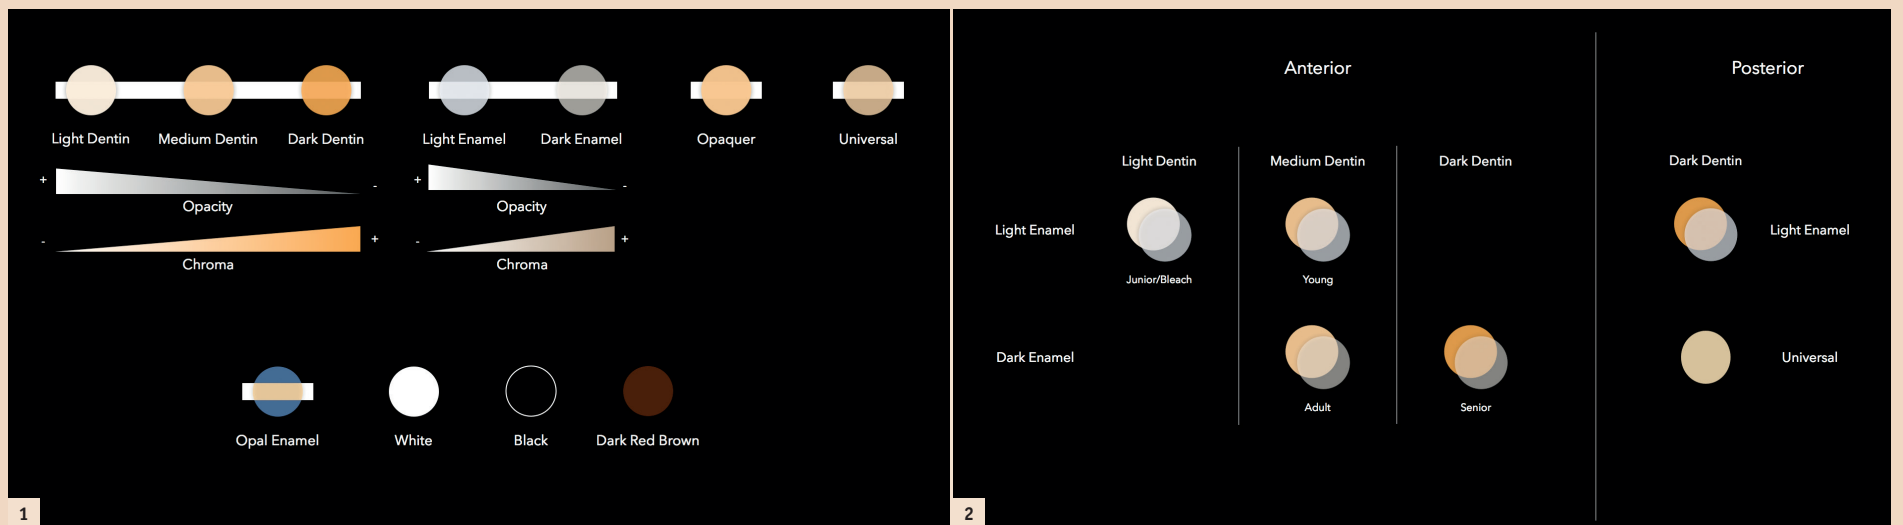 Light Dentin Medium Dentin Dark Dentin Light Enamel Dark Enamel Opaquer Universal
+ - + -
Opacity Opacity
- + - +
Chroma Chroma
Opal Enamel White Black Dark Red Brown
1
Anterior Posterior
Light Dentin Medium Dentin Dark Dentin Dark Dentin
Light Enamel Light Enamel
Junior/Bleach Young
Dark Enamel Universal
Adult Senior
2